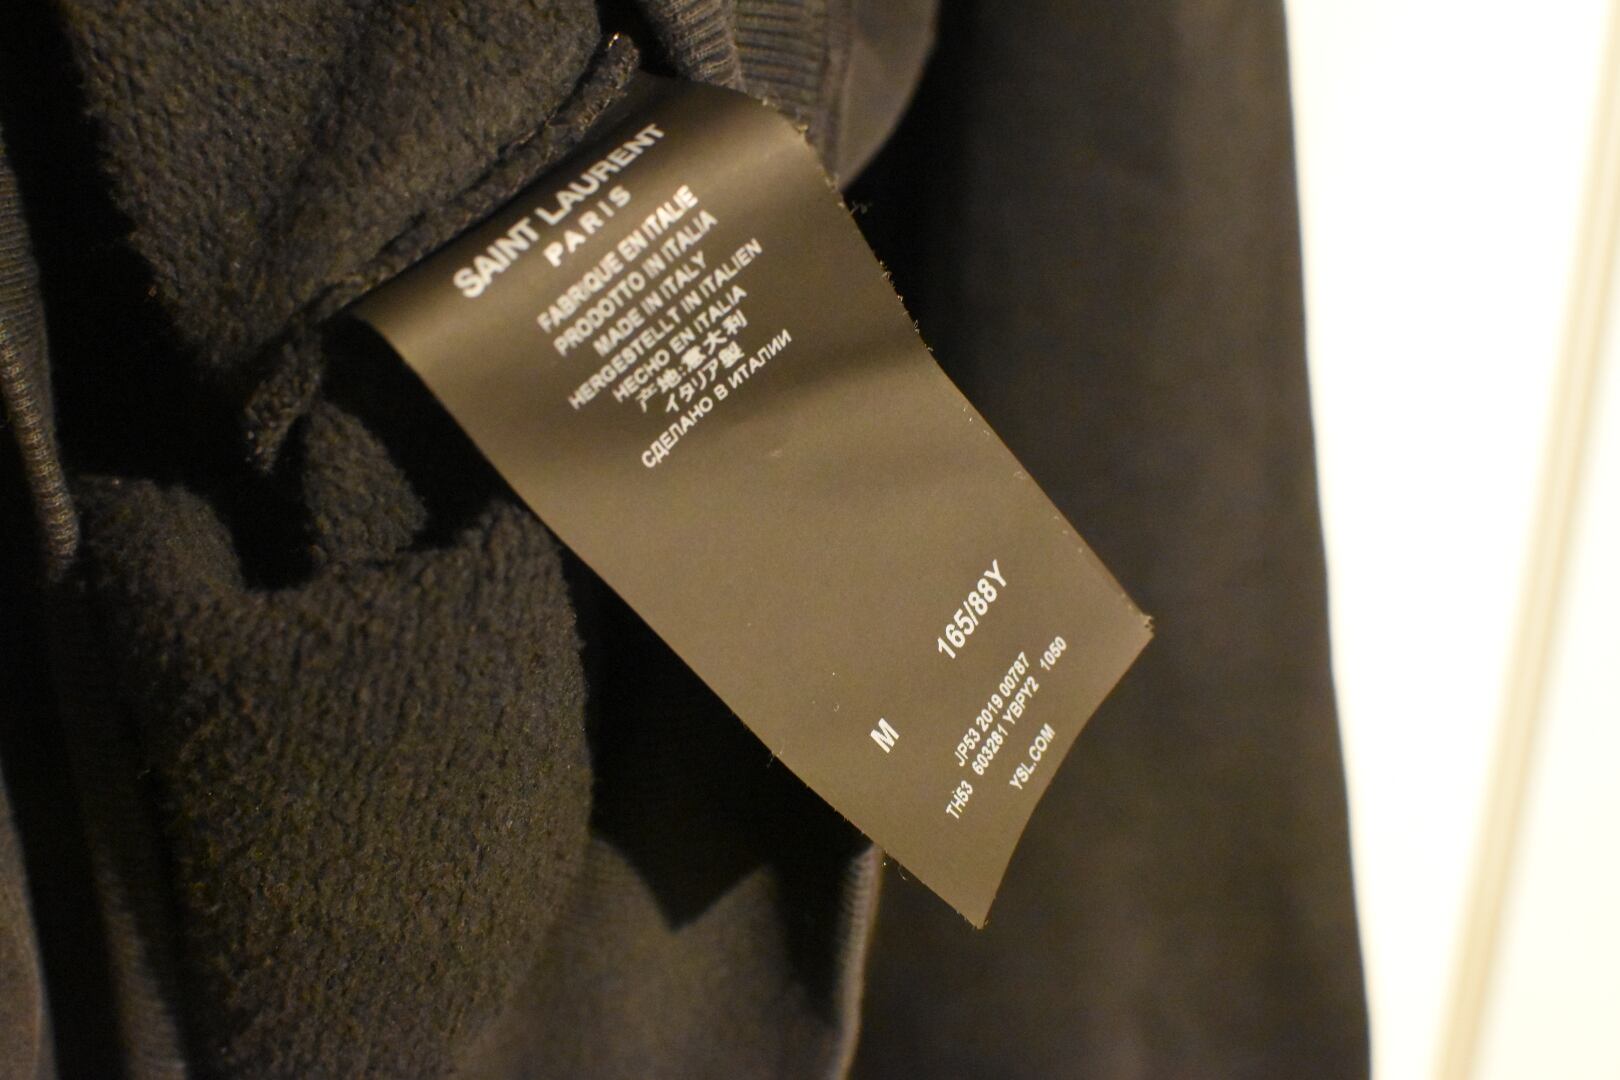 SAINT LAURENT
PARIS
FABRIQUE EN ITALIE
PRODOTTO IN ITALIA
MADE IN ITALY
HERGESTELLT IN ITALIEN
HECHO EN ITALIA
产地:意大利
イタリア製
СДЕЛАНО В ИТАЛИИ
165/88Y
M
JP53 2019 00787
TH53 603281 YBPY2 1050
YSL.COM